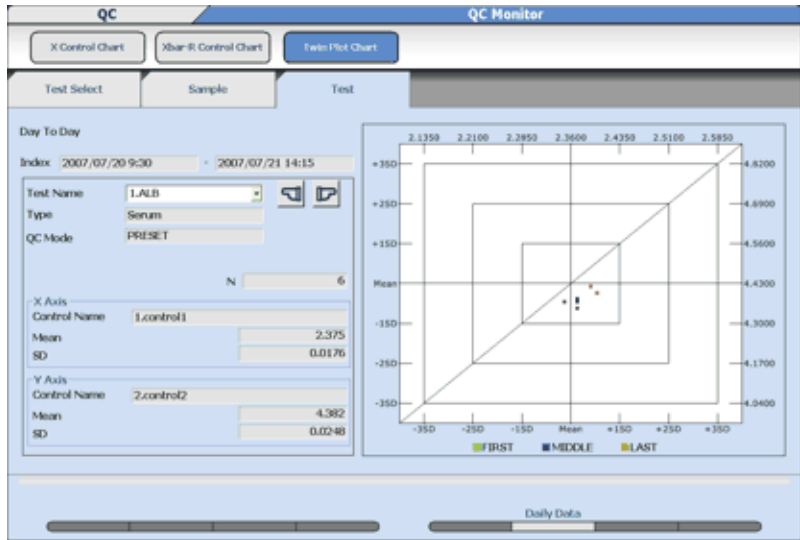 QC
QC Monitor
X Control Chart
Xbar-R Control Chart
Twin Plot Chart
Test Select
Sample
Test
Day To Day
Index 2007/07/20 9:30 - 2007/07/21 14:15
Test Name 1.ALB
Type Serum
QC Mode PRESET
N 6
X Axis
Control Name 1.control1
Mean 2.375
SD 0.0176
Y Axis
Control Name 2.control2
Mean 4.382
SD 0.0248
2.1350 2.2100 2.2850 2.3600 2.4350 2.5100 2.5850
+3SD 4.8200
+2SD 4.6900
+1SD 4.5600
Mean 4.4300
-1SD 4.3000
-2SD 4.1700
-3SD 4.0400
-3SD -2SD -1SD Mean +1SD +2SD +3SD
FIRST MIDDLE LAST
Daily Data